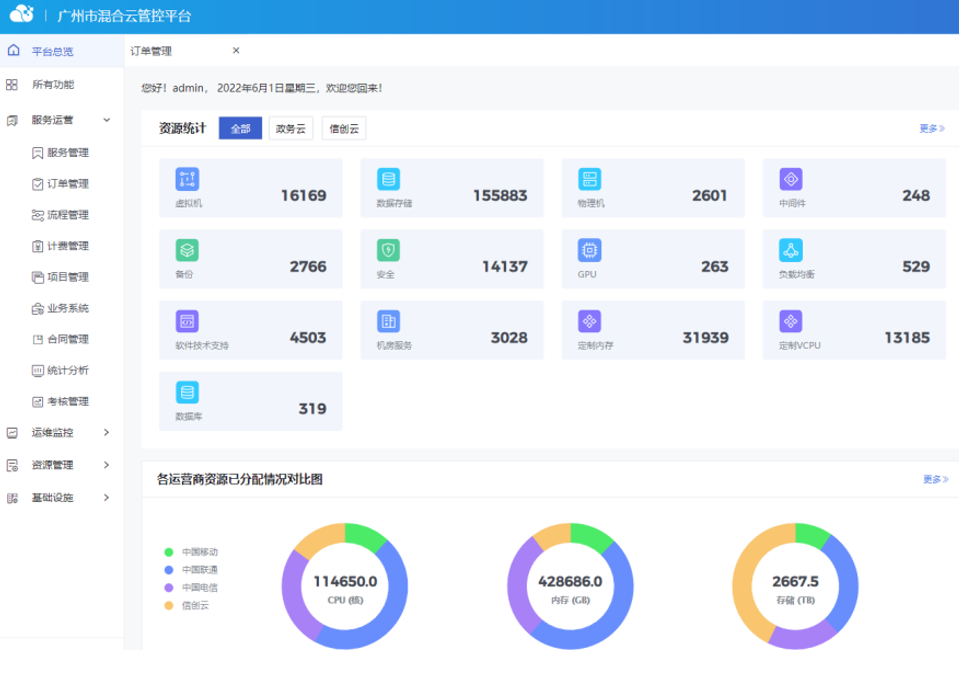 广州市混合云管控平台
平台总览
订单管理 ×
您好！admin， 2022年6月1日星期三，欢迎您回来！
所有功能
服务运营
服务管理
订单管理
流程管理
计费管理
项目管理
业务系统
合同管理
统计分析
考核管理
运维监控
资源管理
基础设施
资源统计 全部 政务云 信创云 更多
虚拟机 16169
数据存储 155883
物理机 2601
中间件 248
备份 2766
安全 14137
GPU 263
负载均衡 529
软件技术支持 4503
机房服务 3028
定制内存 31939
定制VCPU 13185
数据库 319
各运营商资源已分配情况对比图 更多
中国移动
中国联通
中国电信
信创云
114650.0
CPU (核)
428686.0
内存 (GB)
2667.5
存储 (TB)